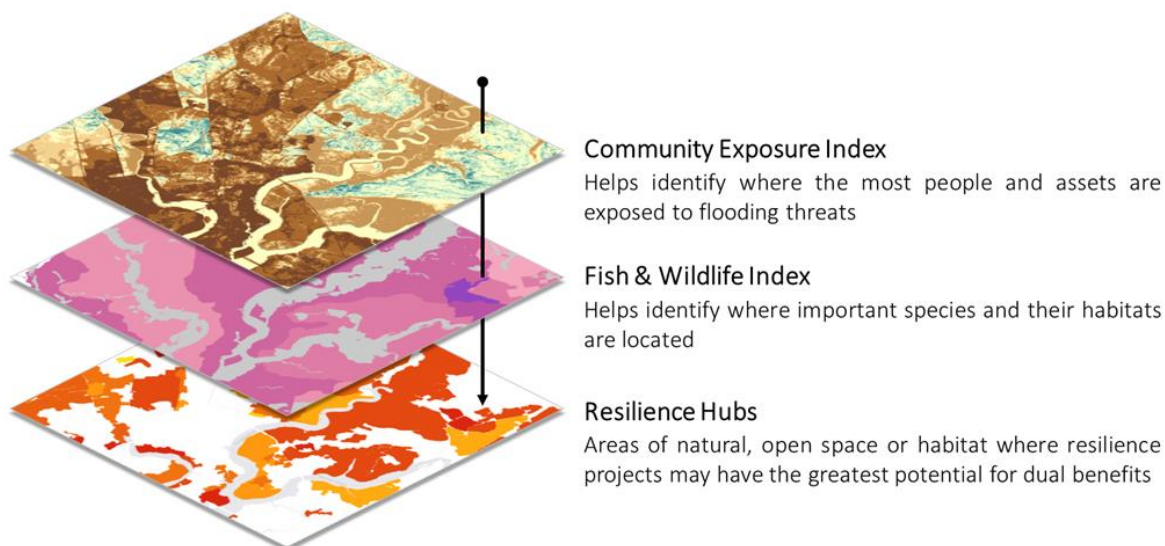 Community Exposure Index
Helps identify where the most people and assets are
exposed to flooding threats
Fish & Wildlife Index
Helps identify where important species and their habitats
are located
Resilience Hubs
Areas of natural, open space or habitat where resilience
projects may have the greatest potential for dual benefits